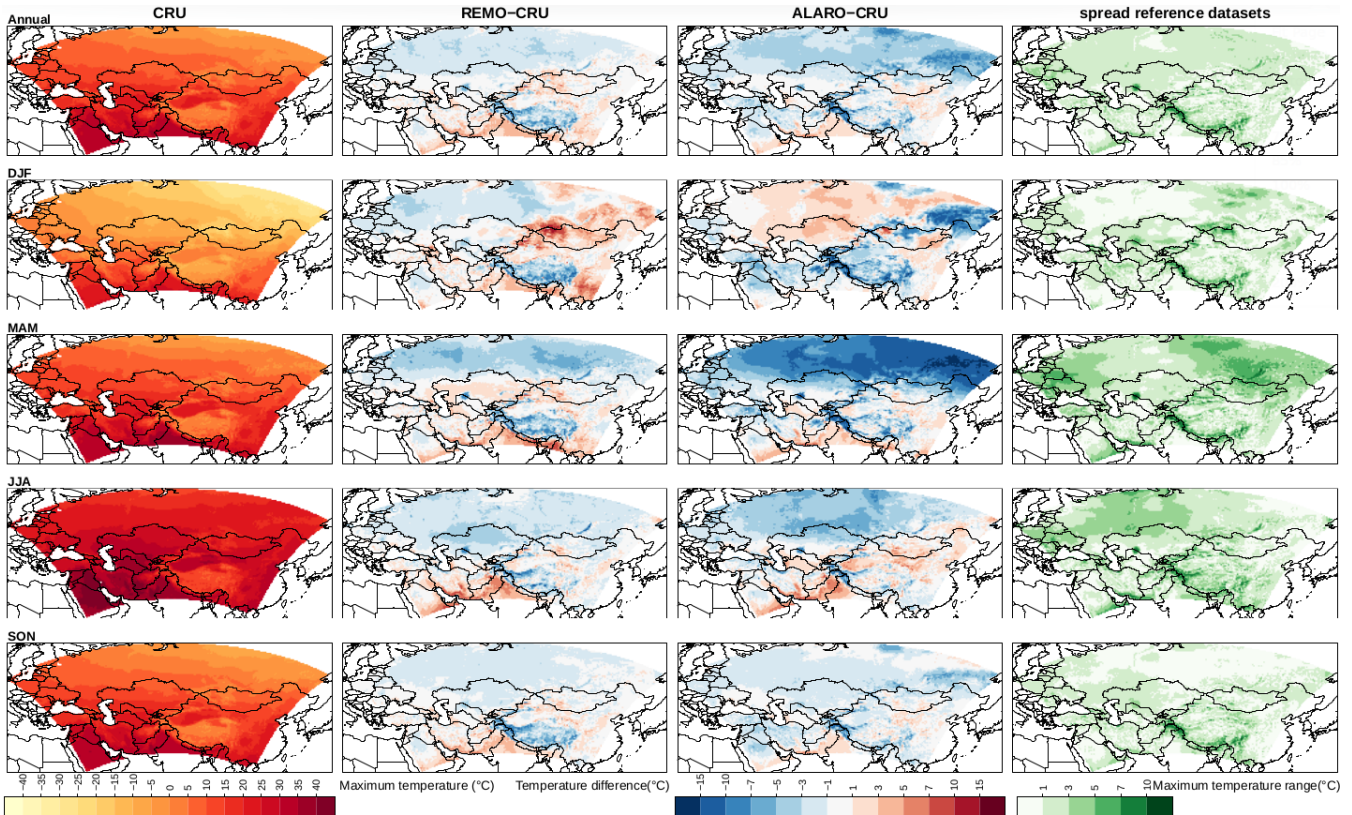 CRU REMO−CRU ALARO−CRU spread reference datasets
Annual
DJF
MAM
JJA
SON
Maximum temperature (°C) Temperature difference(°C) Maximum temperature range(°C)
-40 -35 -30 -25 -20 -15 -10 -5 0 5 10 15 20 25 30 35 40
−15 −10 −7 −5 −3 −1 1 3 5 7 10 15
1 3 5 7 10